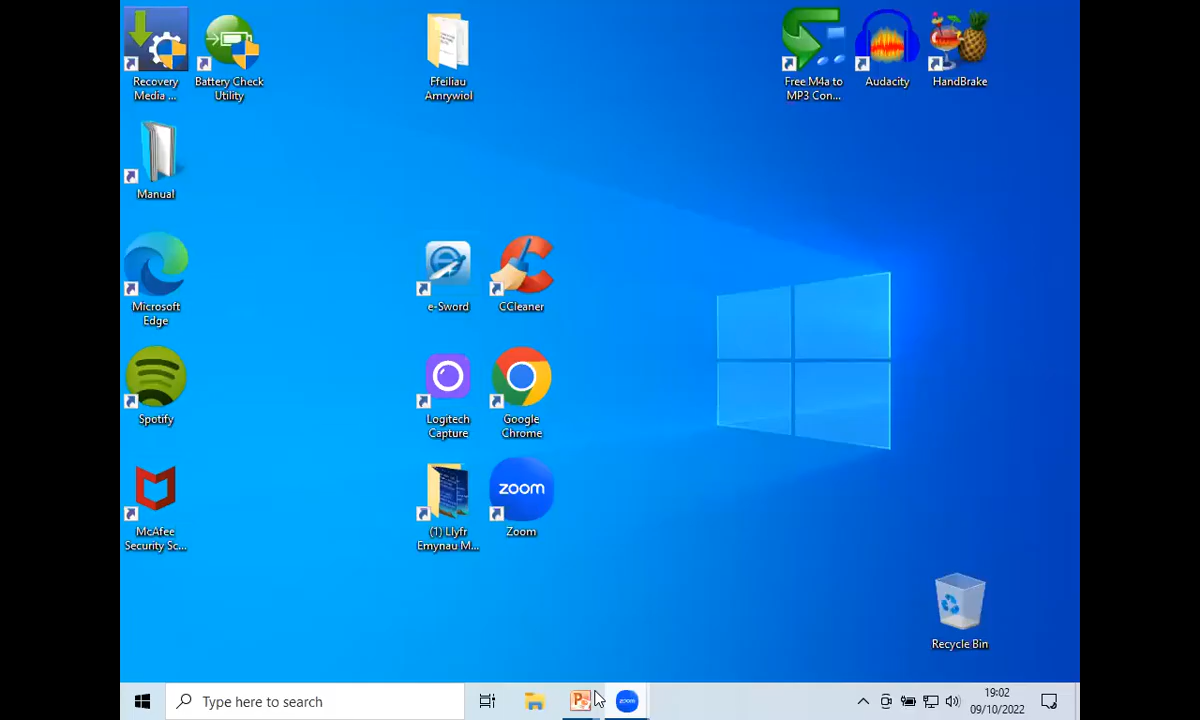 Recovery
Media ...
Battery Check
Utility
Ffeiliau
Amrywiol
Free M4a to
MP3 Con...
Audacity
HandBrake
Manual
Microsoft
Edge
e-Sword
CCleaner
Spotify
Logitech
Capture
Google
Chrome
McAfee
Security Sc...
(1) Llyfr
Emynau M...
zoom
Zoom
Recycle Bin
Type here to search
zoom
19:02
09/10/2022